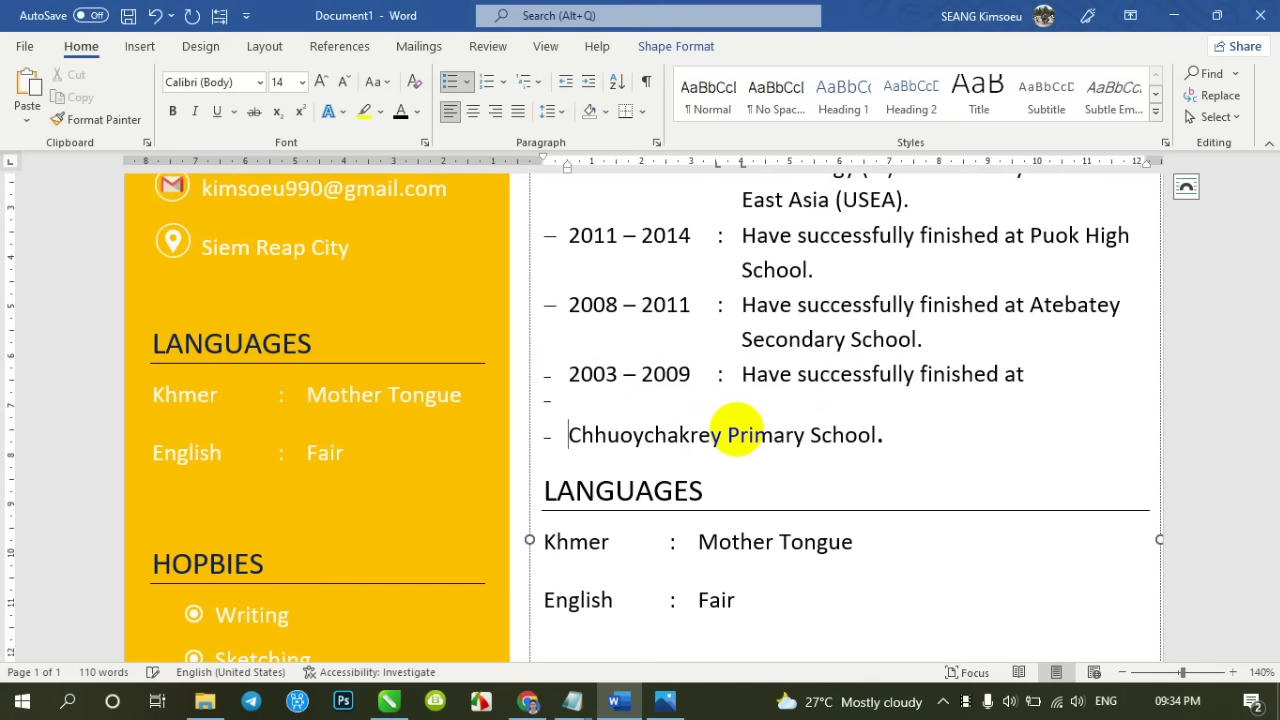 AutoSave Off Document1 - Word Search (Alt+Q) SEANG Kimsoeu
File Home Insert Design Layout References Mailings Review View Help Shape Format Share
Paste Cut Copy Format Painter
Calibri (Body) 14
AaBbCcI AaBbCcI AaBbCc AaBbCcI AaB AaBbCcI AaBbCcI
¶ Normal ¶ No Spac... Heading 1 Heading 2 Title Subtitle Subtle Em...
Find Replace Select
Clipboard Font Paragraph Styles Editing
kimsoeu990@gmail.com
Siem Reap City
LANGUAGES
Khmer : Mother Tongue
English : Fair
HOPBIES
Writing
Sketching
East Asia (USEA).
– 2011 – 2014 : Have successfully finished at Puok High
School.
– 2008 – 2011 : Have successfully finished at Atebatey
Secondary School.
- 2003 – 2009 : Have successfully finished at
-
- Chhuoychakrey Primary School.
LANGUAGES
Khmer : Mother Tongue
English : Fair
Page 1 of 1 110 words English (United States) Accessibility: Investigate Focus 140%
27°C Mostly cloudy ENG 09:34 PM 2